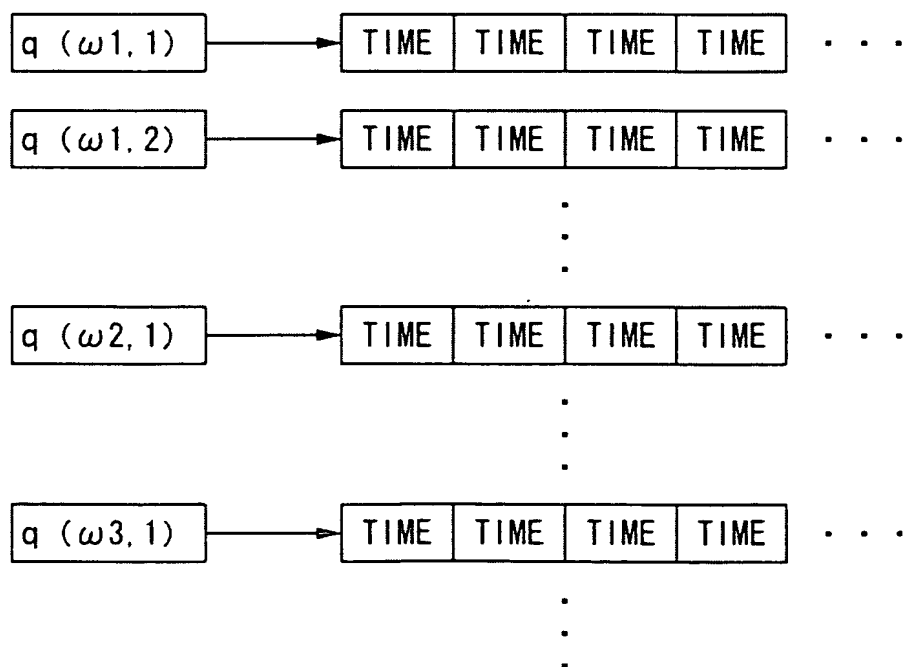 q (ω1,1) TIME TIME TIME TIME . . .
q (ω1,2) TIME TIME TIME TIME . . .
q (ω2,1) TIME TIME TIME TIME . . .
q (ω3,1) TIME TIME TIME TIME . . .